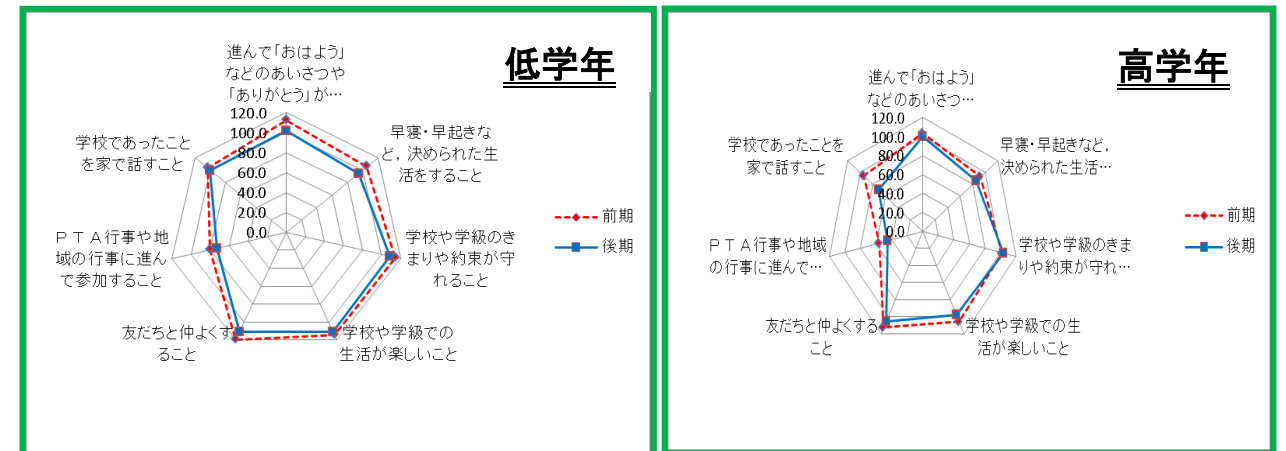 低学年
進んで「おはよう」
などのあいさつや
「ありがとう」が…
120.0
100.0
80.0
60.0
40.0
20.0
0.0
早寝・早起きな
ど，決められた生
活をすること
学校や学級のき
まりや約束が守
れること
学校や学級での
生活が楽しいこと
友だちと仲よくす
ること
ＰＴＡ行事や地
域の行事に進ん
で参加すること
学校であったこと
を家で話すこと
前期
後期
高学年
進んで「おはよう」
などのあいさつ…
120.0
100.0
80.0
60.0
40.0
20.0
0.0
早寝・早起きなど，
決められた生活…
学校や学級のきま
りや約束が守れ…
学校や学級での生
活が楽しいこと
友だちと仲よくする
こと
ＰＴＡ行事や地域
の行事に進んで…
学校であったことを
家で話すこと
前期
後期